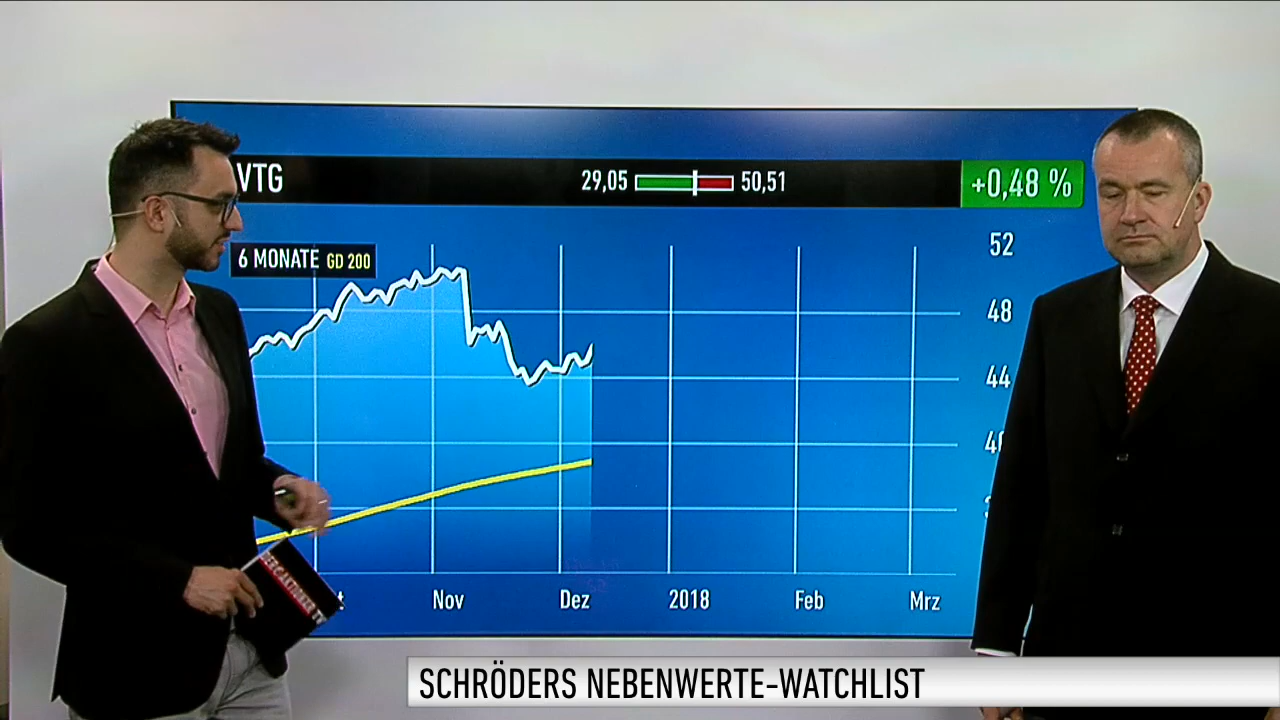 VTG
29,05
50,51
+0,48 %
6 MONATE GD 200
52
48
44
Nov
Dez
2018
Feb
Mrz
SCHRÖDERS NEBENWERTE-WATCHLIST